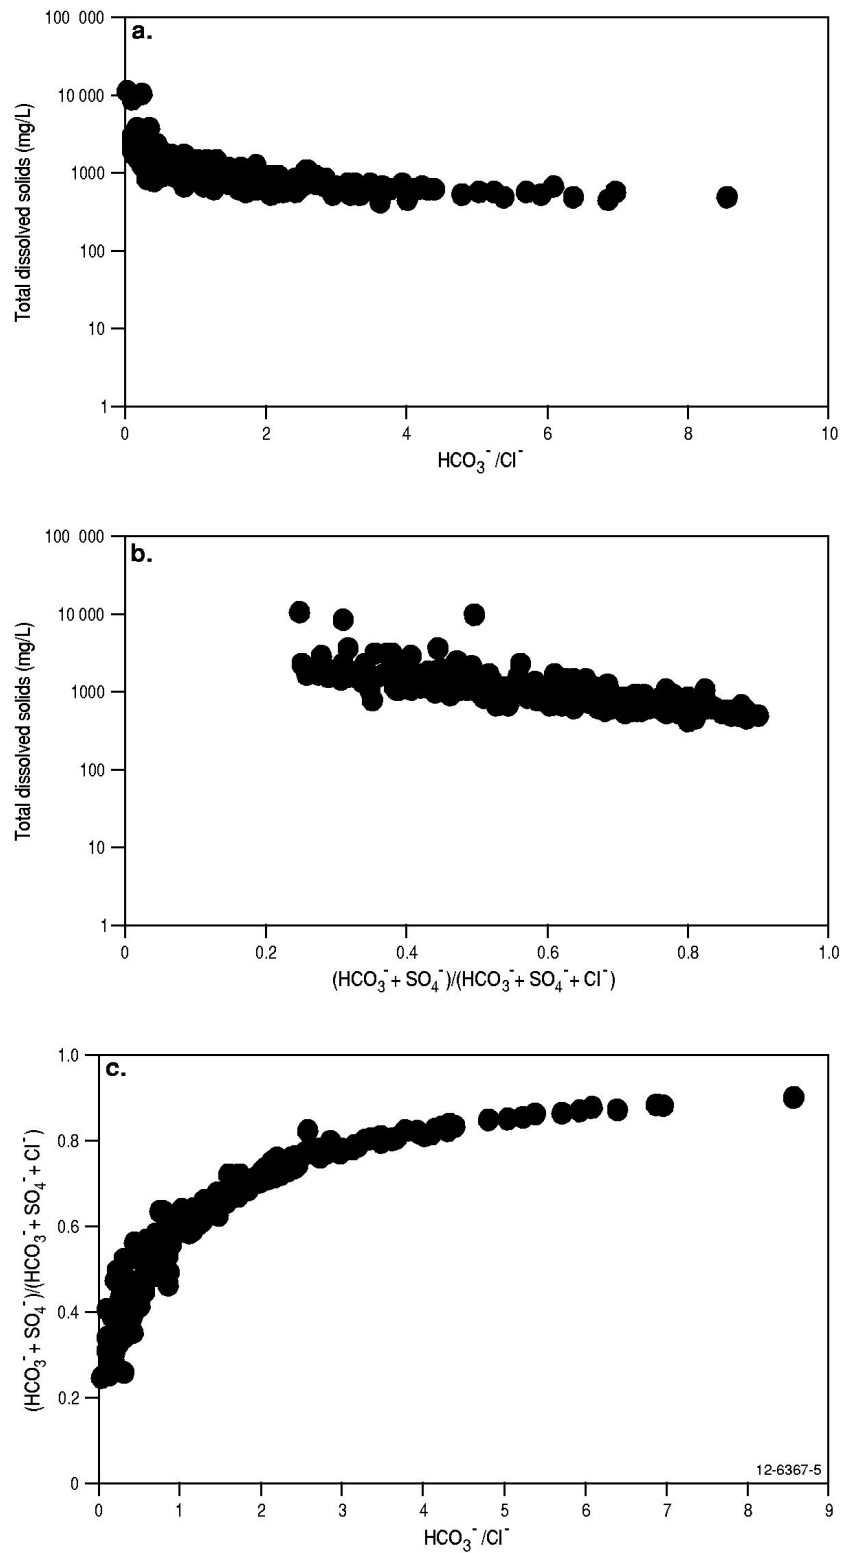 a.
100 000
10 000
1000
100
10
1
Total dissolved solids (mg/L)
0 2 4 6 8 10
HCO₃⁻/Cl⁻
b.
100 000
10 000
1000
100
10
1
Total dissolved solids (mg/L)
0 0.2 0.4 0.6 0.8 1.0
(HCO₃⁻+ SO₄⁻)/(HCO₃⁻+ SO₄⁻+ Cl⁻)
c.
1.0
0.8
0.6
0.4
0.2
0
(HCO₃⁻+ SO₄⁻)/(HCO₃⁻+ SO₄⁻+ Cl⁻)
12-6367-5
0 1 2 3 4 5 6 7 8 9
HCO₃⁻/Cl⁻